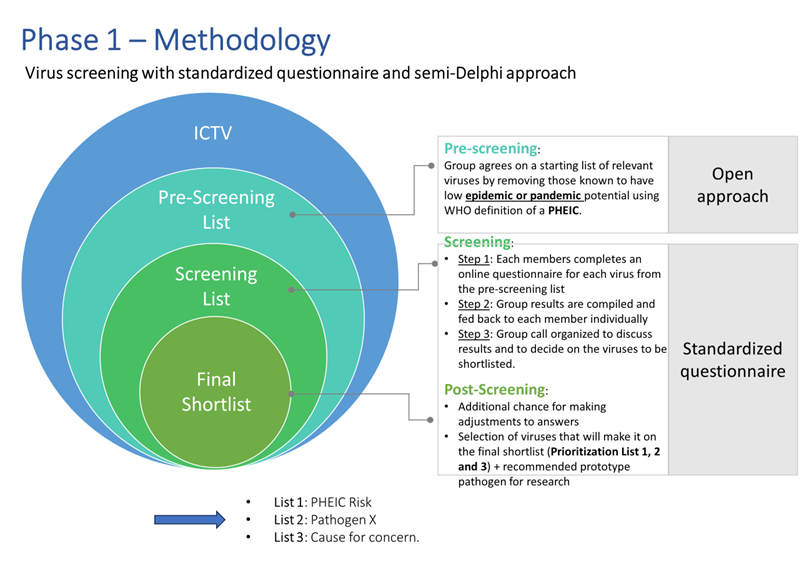 Phase 1 – Methodology
Virus screening with standardized questionnaire and semi-Delphi approach
ICTV
Pre-Screening
List
Screening
List
Final
Shortlist
Pre-screening:
Group agrees on a starting list of relevant
viruses by removing those known to have
low epidemic or pandemic potential using
WHO definition of a PHEIC.
Open
approach
Screening:
• Step 1: Each members completes an
online questionnaire for each virus from
the pre-screening list
• Step 2: Group results are compiled and
fed back to each member individually
• Step 3: Group call organized to discuss
results and to decide on the viruses to be
shortlisted.
Post-Screening:
• Additional chance for making
adjustments to answers
• Selection of viruses that will make it on
the final shortlist (Prioritization List 1, 2
and 3) + recommended prototype
pathogen for research
Standardized
questionnaire
• List 1: PHEIC Risk
• List 2: Pathogen X
• List 3: Cause for concern.